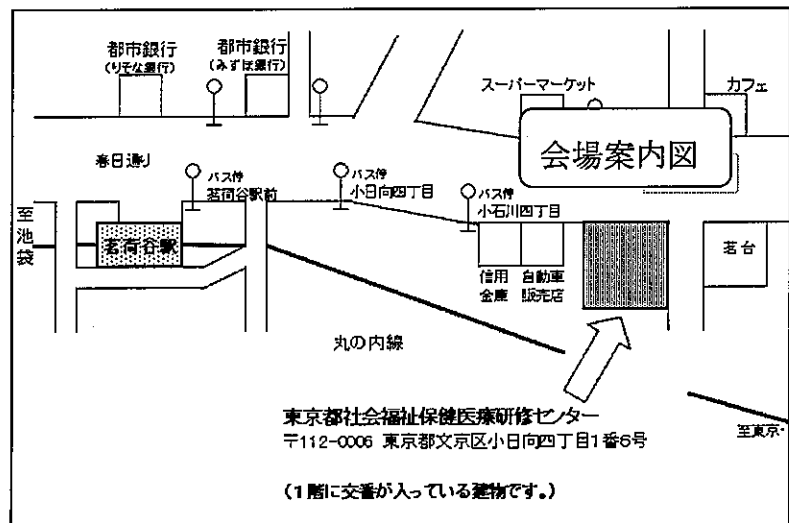 都市銀行
(りそな銀行)
都市銀行
(みずほ銀行)
スーパーマーケット
カフェ
会場案内図
春日通り
バス停
茗荷谷駅前
バス停
小日向四丁目
バス停
小石川四丁目
至池袋
茗荷谷駅
信用
金庫
自動車
販売店
茗台
丸の内線
東京都社会福祉保健医療研修センター
〒112-0006 東京都文京区小日向四丁目1番6号
至東京・
(1階に交番が入っている建物です。)